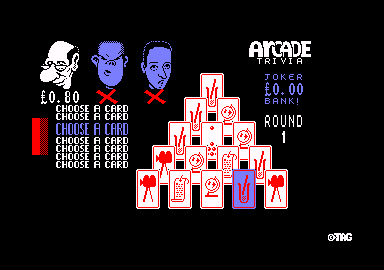 ARCADE
TRIVIA
JOKER
£0.00
BANK!
£0.80
CHOOSE A CARD
CHOOSE A CARD
CHOOSE A CARD
CHOOSE A CARD
CHOOSE A CARD
CHOOSE A CARD
CHOOSE A CARD
ROUND
1
©TAG